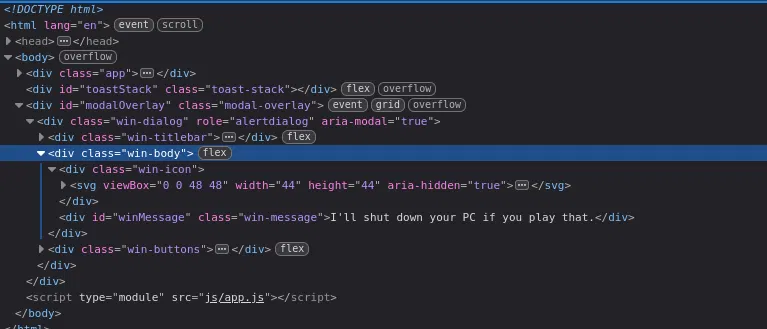 <!DOCTYPE html>
<html lang="en"> event scroll
<head> ••• </head>
<body> overflow
<div class="app"> ••• </div>
<div id="toastStack" class="toast-stack"></div> flex overflow
<div id="modalOverlay" class="modal-overlay"> event grid overflow
<div class="win-dialog" role="alertdialog" aria-modal="true">
<div class="win-titlebar"> ••• </div> flex
<div class="win-body"> flex
<div class="win-icon">
<svg viewBox="0 0 48 48" width="44" height="44" aria-hidden="true"> ••• </svg>
</div>
<div id="winMessage" class="win-message">I'll shut down your PC if you play that.</div>
</div>
<div class="win-buttons"> ••• </div> flex
</div>
</div>
<script type="module" src="js/app.js"></script>
</body>
</html>